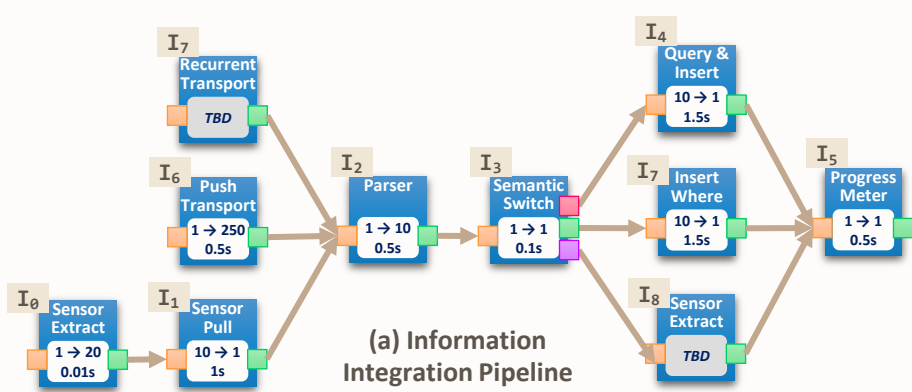 I7
Recurrent
Transport
TBD
I6
Push
Transport
1 → 250
0.5s
I0
Sensor
Extract
1 → 20
0.01s
I1
Sensor
Pull
10 → 1
1s
I2
Parser
1 → 10
0.5s
I3
Semantic
Switch
1 → 1
0.1s
I4
Query &
Insert
10 → 1
1.5s
I7
Insert
Where
10 → 1
1.5s
I8
Sensor
Extract
TBD
I5
Progress
Meter
1 → 1
0.5s
(a) Information
Integration Pipeline